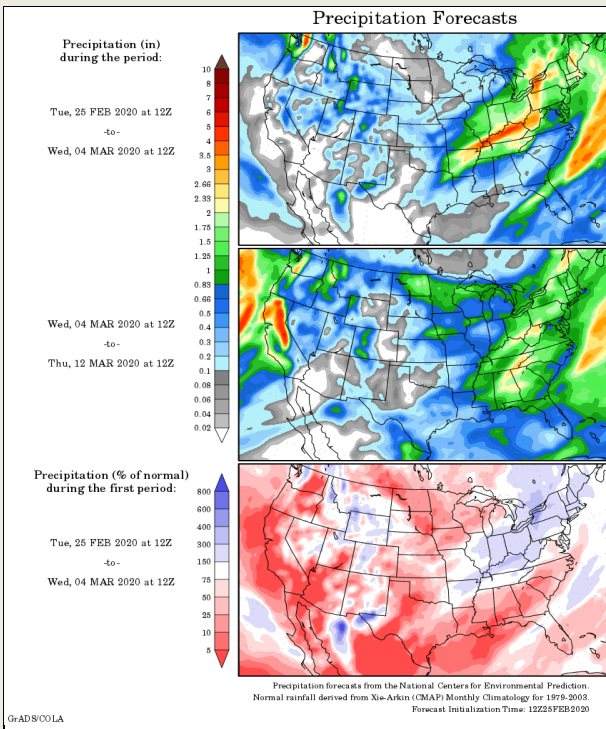 Precipitation Forecasts
Precipitation (in)
during the period:
Tue, 25 FEB 2020 at 12Z
-to-
Wed, 04 MAR 2020 at 12Z
10
8
7
6
5
4
3.5
3
2.66
2.33
2
1.75
1.5
1.25
1
0.83
0.66
0.5
0.4
0.3
0.2
0.1
0.08
0.06
0.04
0.02
Wed, 04 MAR 2020 at 12Z
-to-
Thu, 12 MAR 2020 at 12Z
Precipitation (% of normal)
during the first period:
Tue, 25 FEB 2020 at 12Z
-to-
Wed, 04 MAR 2020 at 12Z
800
600
400
300
150
75
50
25
10
5
Precipitation forecasts from the National Centers for Environmental Prediction.
Normal rainfall derived from Xie-Arkin (CMAP) Monthly Climatology for 1979-2003.
Forecast Initialization Time: 12Z25FEB2020
GrADS/COLA